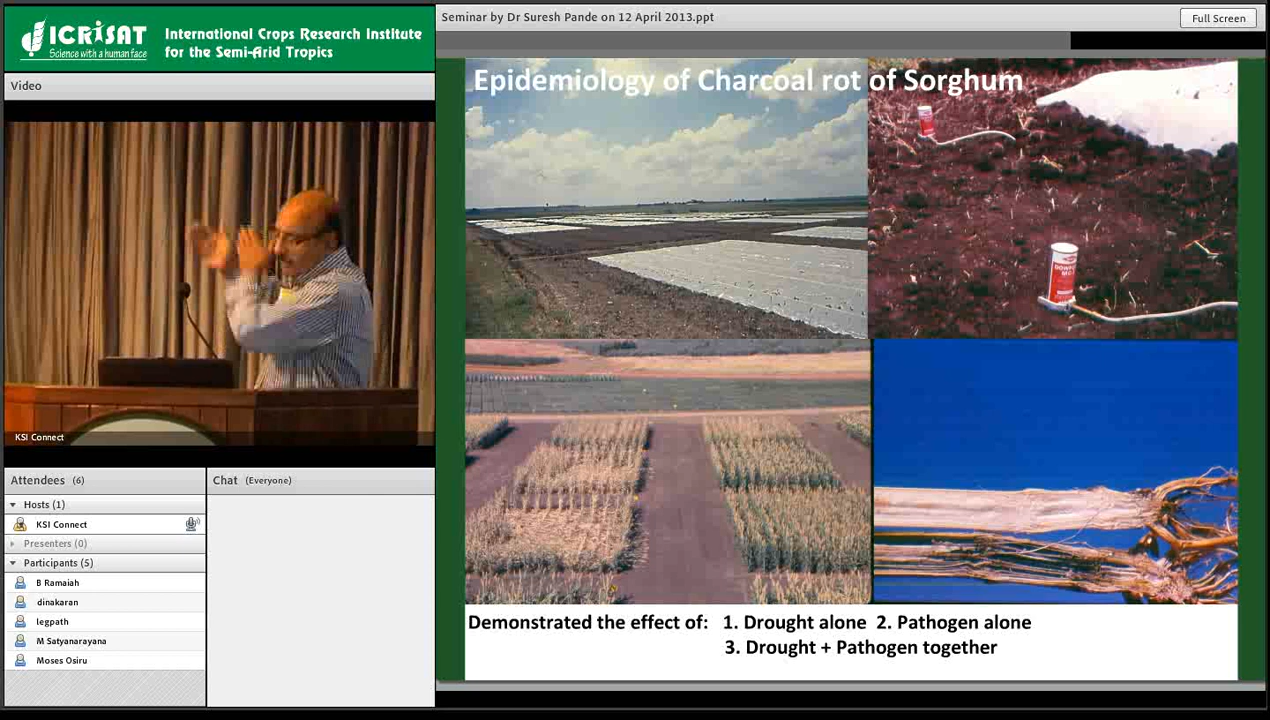 Seminar by Dr Suresh Pande on 12 April 2013.ppt
Full Screen
ICRISAT
Science with a human face
International Crops Research Institute
for the Semi-Arid Tropics
Video
Epidemiology of Charcoal rot of Sorghum
KSI Connect
Attendees (6)
Chat (Everyone)
Hosts (1)
KSI Connect
Presenters (0)
Participants (5)
B Ramaiah
dinakaran
legpath
M Satyanarayana
Moses Osiru
Demonstrated the effect of: 1. Drought alone 2. Pathogen alone
3. Drought + Pathogen together